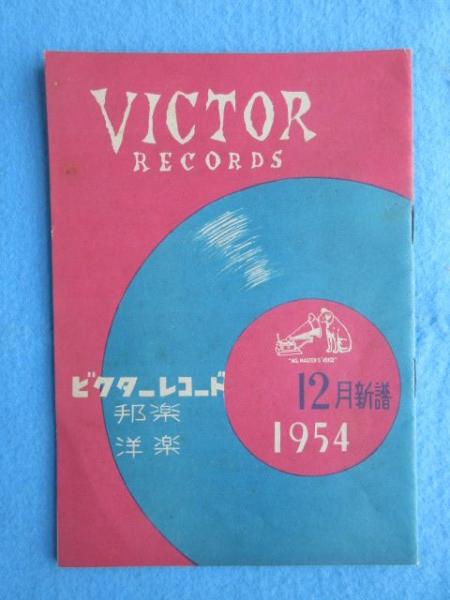 VICTOR
RECORDS
"HIS MASTER'S VOICE"
ビクターレコード
邦楽
洋楽
12月新譜
1954